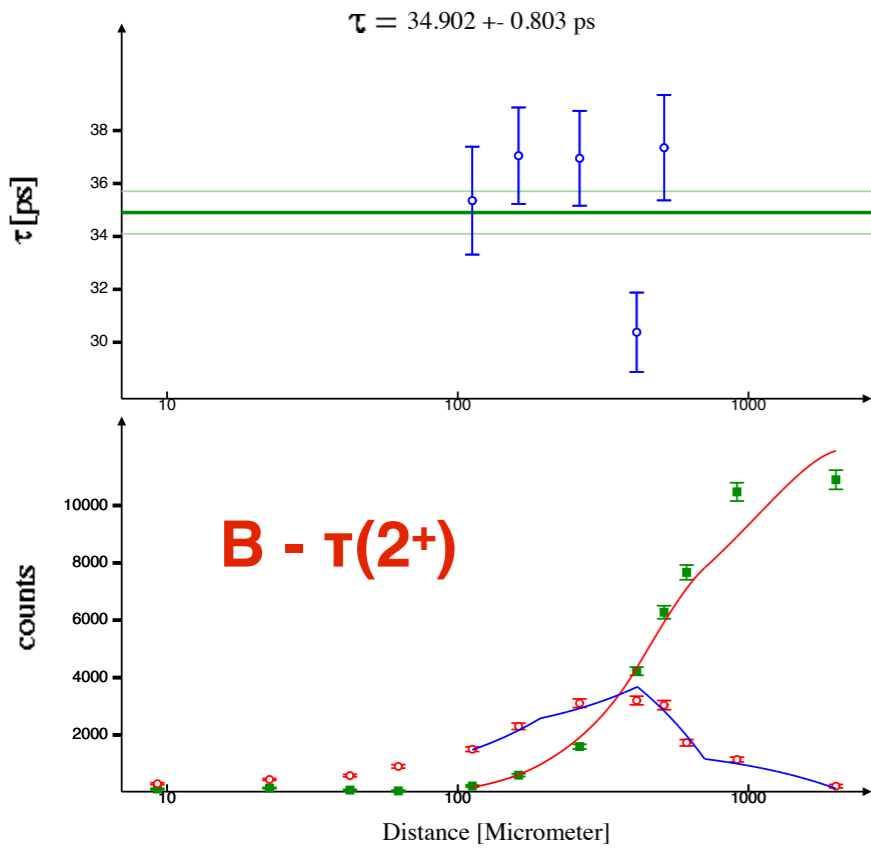 τ = 34.902 +- 0.803 ps
τ [ps]
38
36
34
32
30
10 100 1000
B - τ(2⁺)
counts
10000
8000
6000
4000
2000
10 100 1000
Distance [Micrometer]